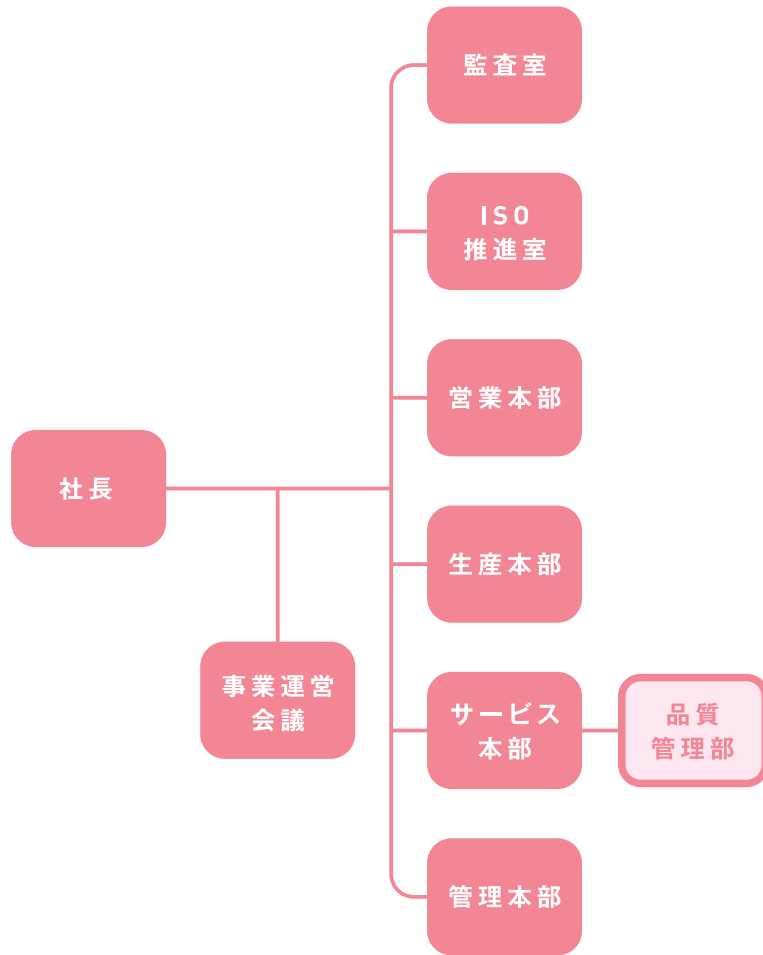 監査室
ISO
推進室
営業本部
社長
生産本部
事業運営
会議
サービス
本部
品質
管理部
管理本部